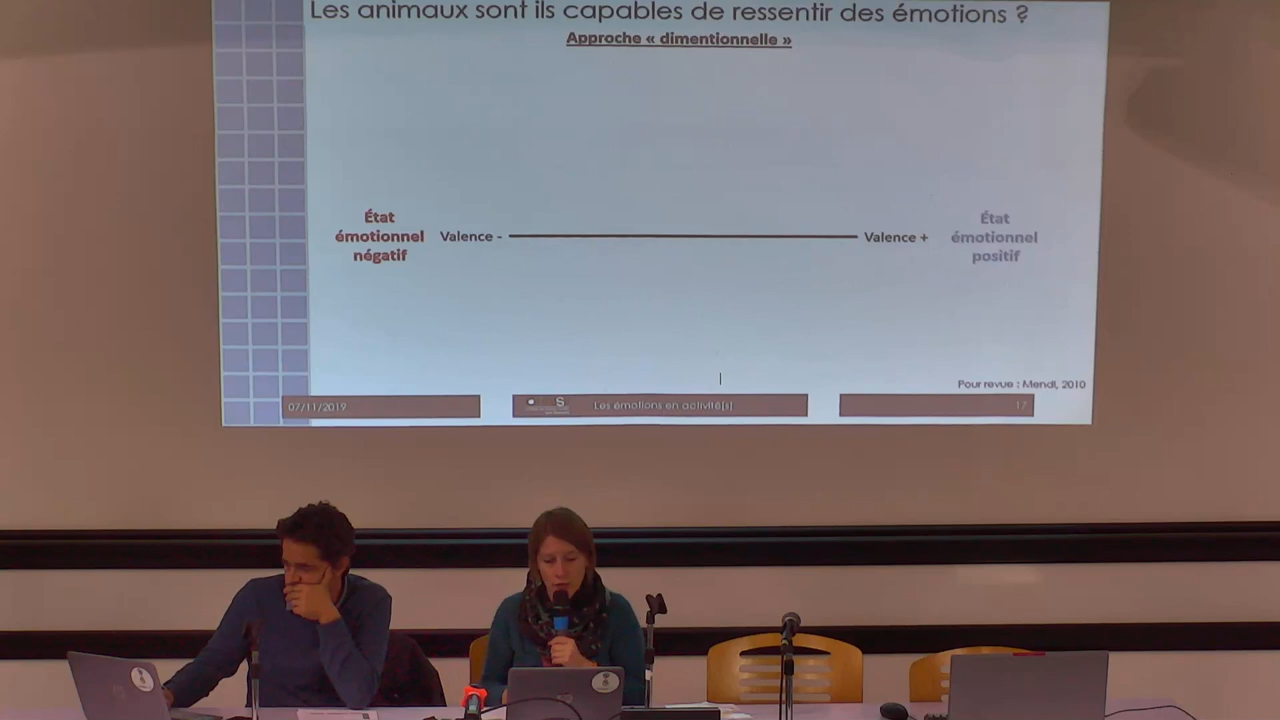 Les animaux sont ils capables de ressentir des émotions ?
Approche « dimentionnelle »
État
émotionnel
négatif
Valence -
Valence +
État
émotionnel
positif
Pour revue : Mendl, 2010
07/11/2019
Les émotions en activité(s)
17